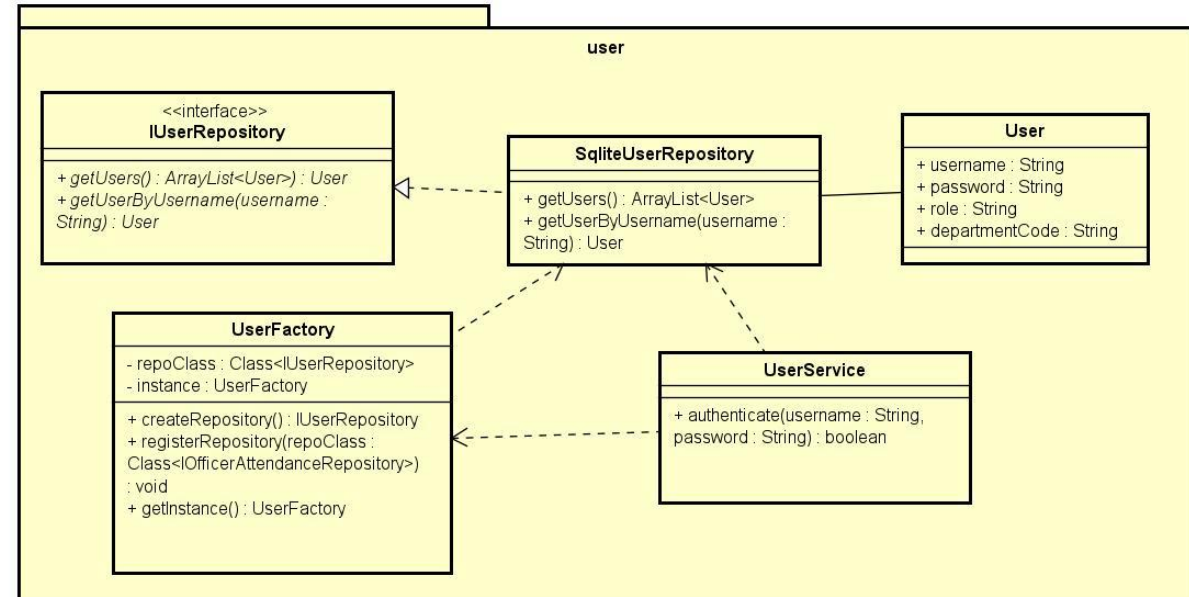 user
<<interface>>
IUserRepository
+ getUsers() : ArrayList<User>) : User
+ getUserByUsername(username :
String) : User
SqliteUserRepository
+ getUsers() : ArrayList<User>
+ getUserByUsername(username :
String) : User
User
+ username : String
+ password : String
+ role : String
+ departmentCode : String
UserFactory
- repoClass : Class<IUserRepository>
- instance : UserFactory
+ createRepository() : IUserRepository
+ registerRepository(repoClass :
Class<IOfficerAttendanceRepository>)
: void
+ getInstance() : UserFactory
UserService
+ authenticate(username : String,
password : String) : boolean